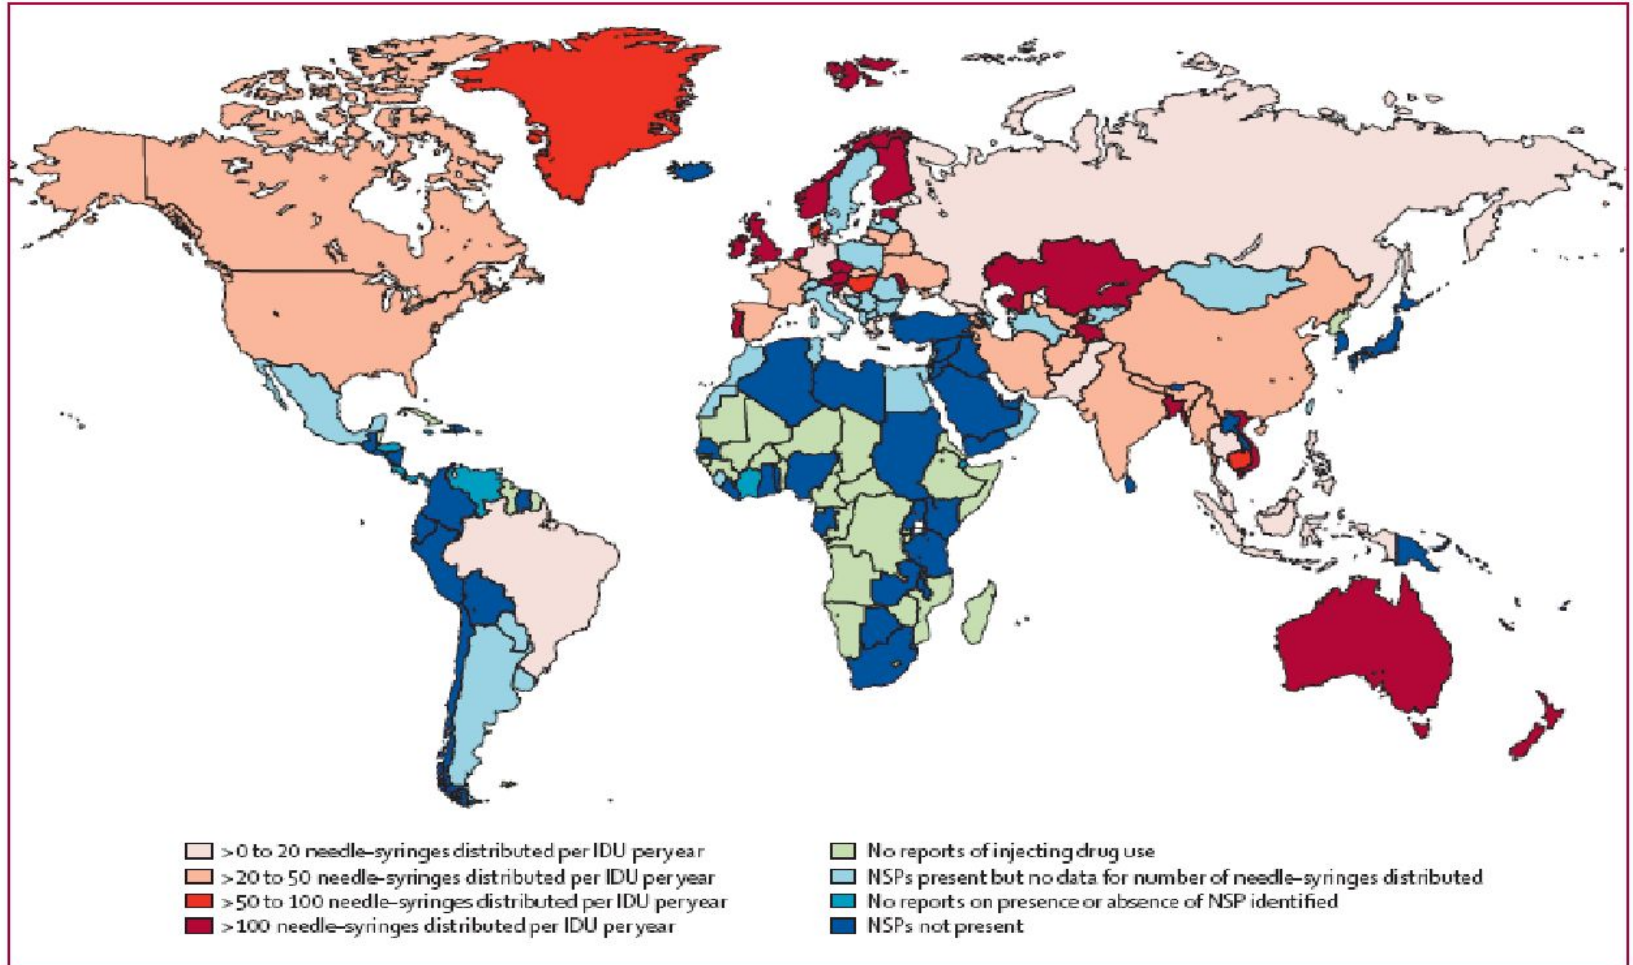 >0 to 20 needle-syringes distributed per IDU per year
>20 to 50 needle-syringes distributed per IDU per year
>50 to 100 needle-syringes distributed per IDU per year
>100 needle-syringes distributed per IDU per year
No reports of injecting drug use
NSPs present but no data for number of needle-syringes distributed
No reports on presence or absence of NSP identified
NSPs not present